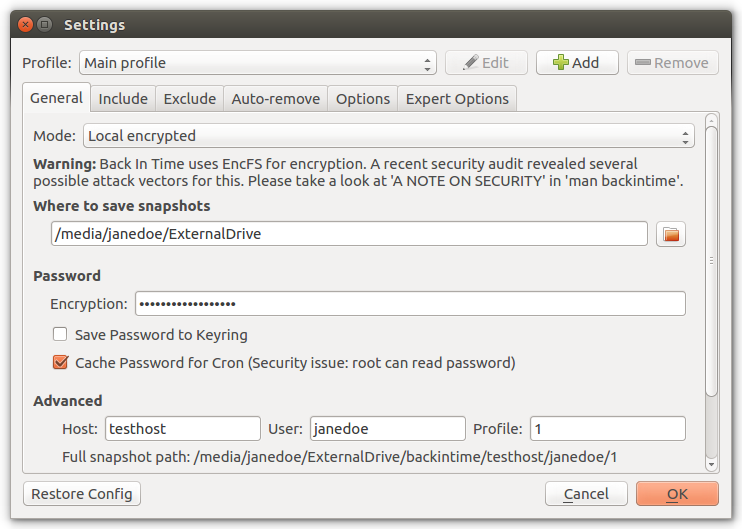 Settings
Profile: Main profile Edit Add Remove
General Include Exclude Auto-remove Options Expert Options
Mode: Local encrypted
Warning: Back In Time uses EncFS for encryption. A recent security audit revealed several
possible attack vectors for this. Please take a look at 'A NOTE ON SECURITY' in 'man backintime'.
Where to save snapshots
/media/janedoe/ExternalDrive
Password
Encryption: ••••••••••••••••••
Save Password to Keyring
Cache Password for Cron (Security issue: root can read password)
Advanced
Host: testhost User: janedoe Profile: 1
Full snapshot path: /media/janedoe/ExternalDrive/backintime/testhost/janedoe/1
Restore Config Cancel OK